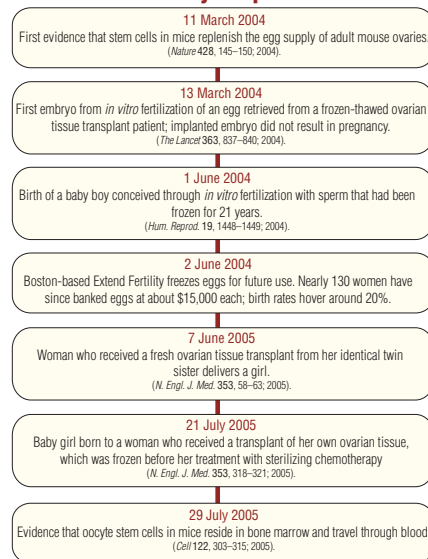 11 March 2004
First evidence that stem cells in mice replenish the egg supply of adult mouse ovaries.
(Nature 428, 145–150; 2004).
13 March 2004
First embryo from in vitro fertilization of an egg retrieved from a frozen-thawed ovarian
tissue transplant patient; implanted embryo did not result in pregnancy.
(The Lancet 363, 837–840; 2004).
1 June 2004
Birth of a baby boy conceived through in vitro fertilization with sperm that had been
frozen for 21 years.
(Hum. Reprod. 19, 1448–1449; 2004).
2 June 2004
Boston-based Extend Fertility freezes eggs for future use. Nearly 130 women have
since banked eggs at about $15,000 each; birth rates hover around 20%.
7 June 2005
Woman who received a fresh ovarian tissue transplant from her identical twin
sister delivers a girl.
(N. Engl. J. Med. 353, 58–63; 2005).
21 July 2005
Baby girl born to a woman who received a transplant of her own ovarian tissue,
which was frozen before her treatment with sterilizing chemotherapy
(N. Engl. J. Med. 353, 318–321; 2005).
29 July 2005
Evidence that oocyte stem cells in mice reside in bone marrow and travel through blood
(Cell 122, 303–315; 2005).